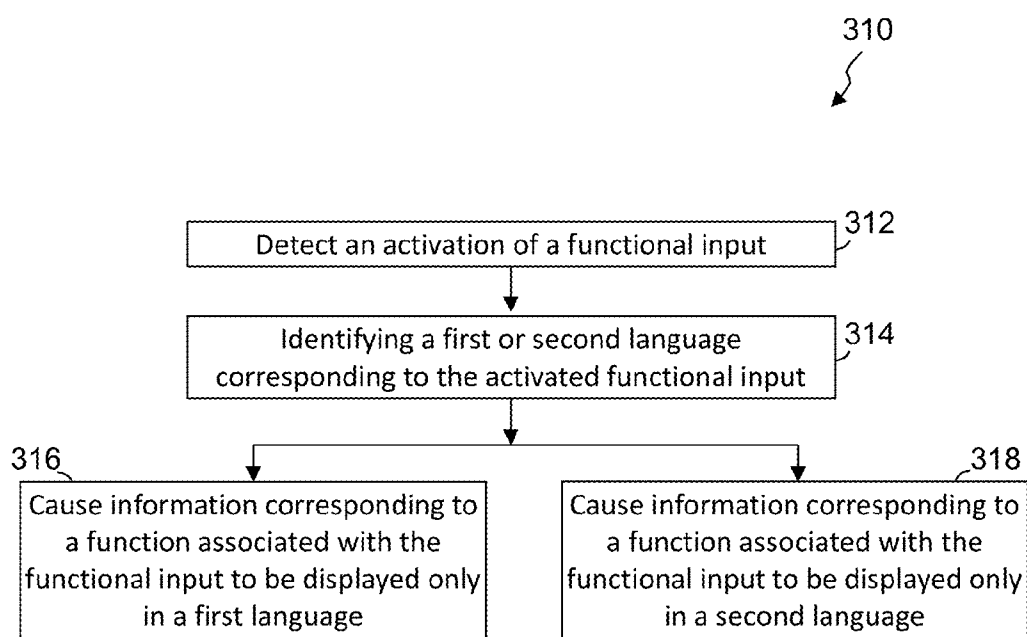 310
Detect an activation of a functional input
312
Identifying a first or second language
corresponding to the activated functional input
314
316
Cause information corresponding to
a function associated with the
functional input to be displayed only
in a first language
318
Cause information corresponding to
a function associated with the
functional input to be displayed only
in a second language